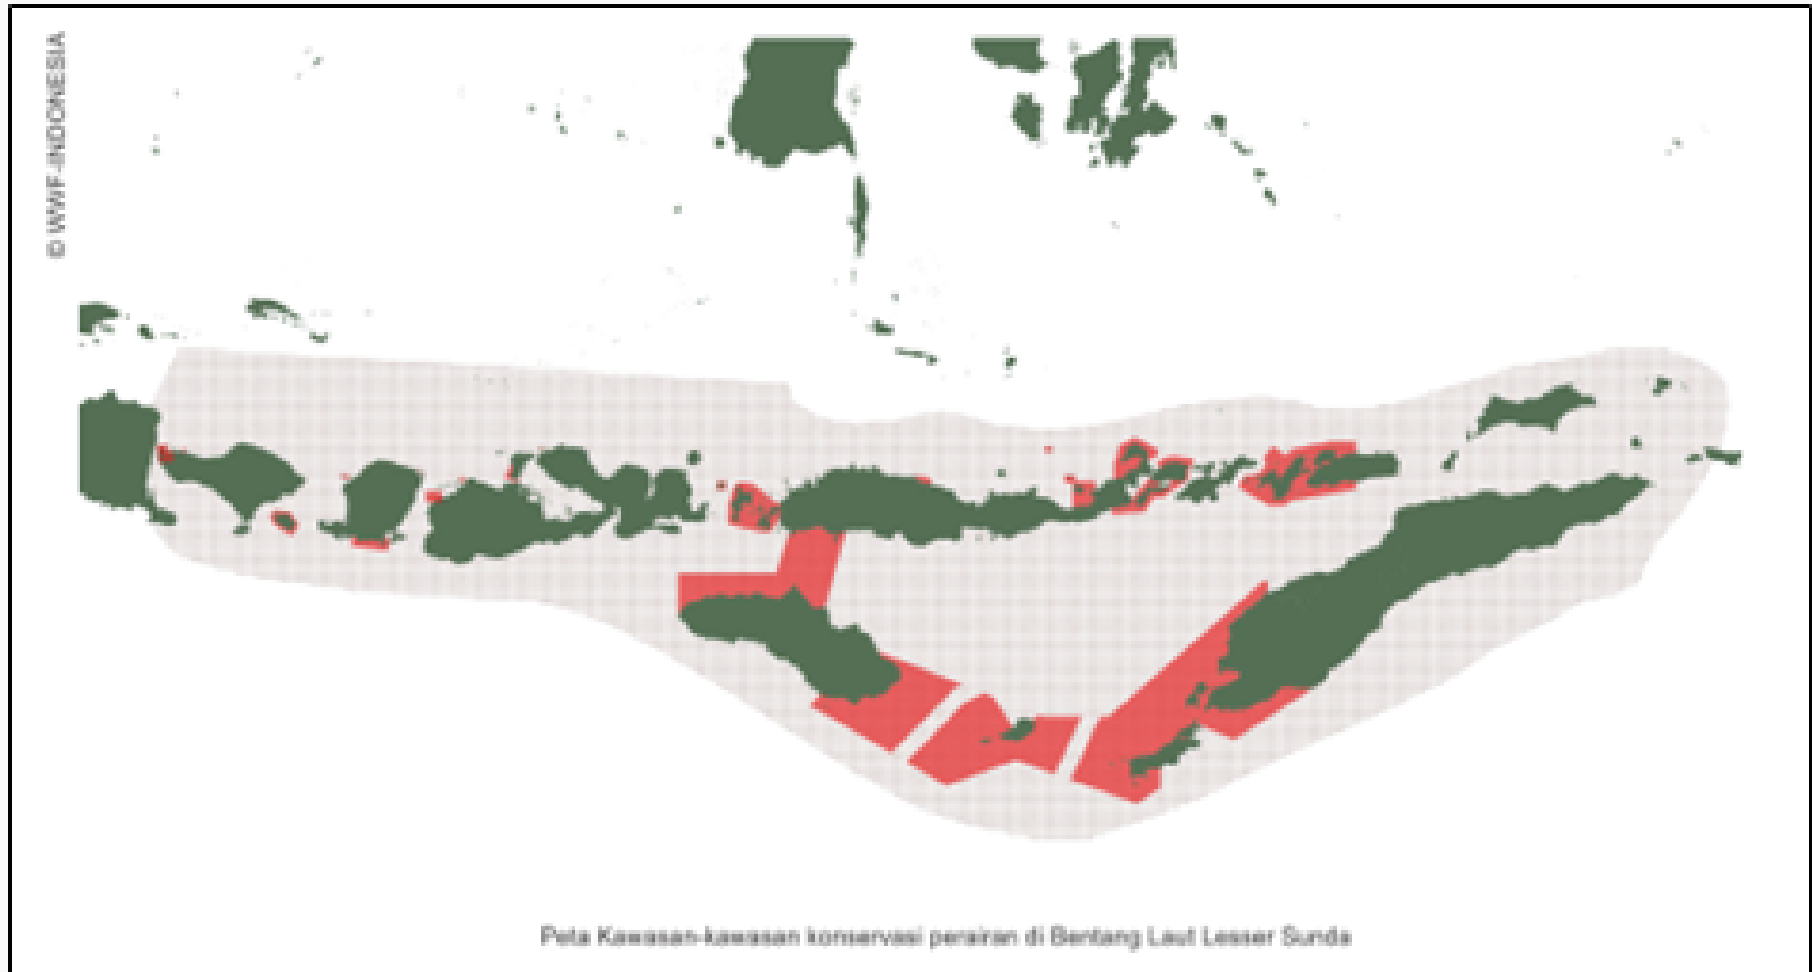 © WWF-INDONESIA
Peta Kawasan-kawasan konservasi perairan di Bentang Laut Lesser Sunda